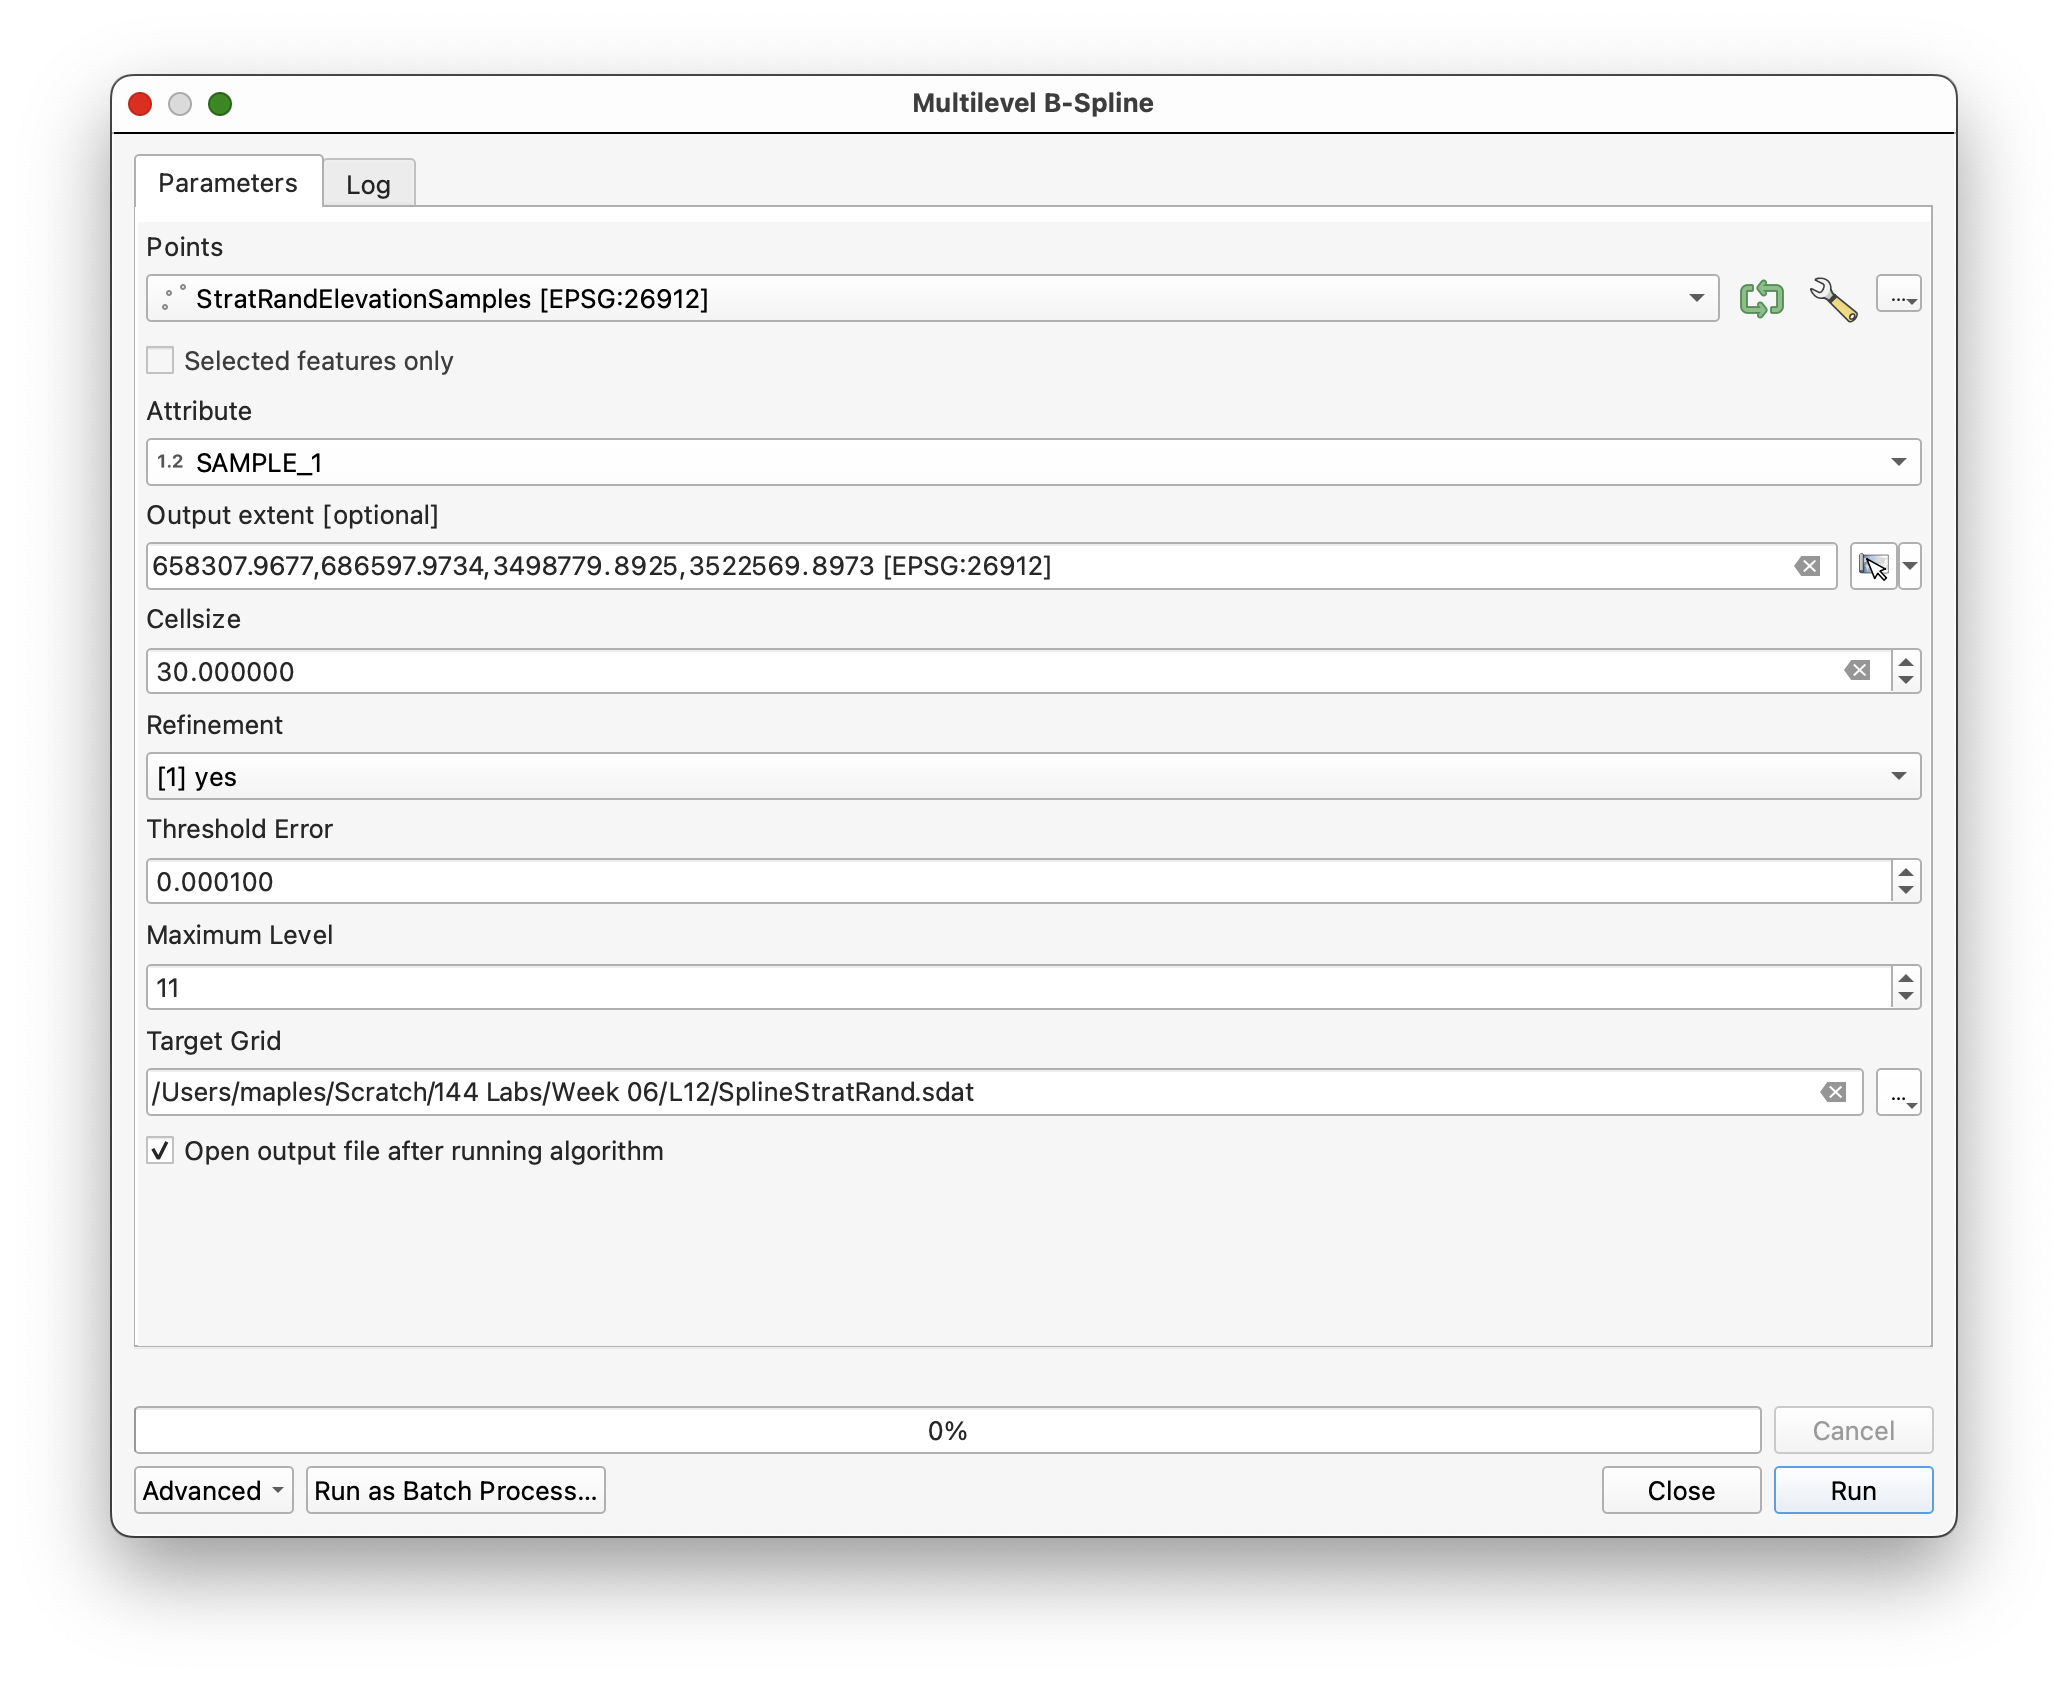 Multilevel B-Spline
Parameters
Log
Points
StratRandElevationSamples [EPSG:26912]
...
Selected features only
Attribute
1.2 SAMPLE_1
Output extent [optional]
658307.9677,686597.9734,3498779.8925,3522569.8973 [EPSG:26912]
Cellsize
30.000000
Refinement
[1] yes
Threshold Error
0.000100
Maximum Level
11
Target Grid
/Users/maples/Scratch/144 Labs/Week 06/L12/SplineStratRand.sdat
...
Open output file after running algorithm
0%
Cancel
Advanced
Run as Batch Process...
Close
Run